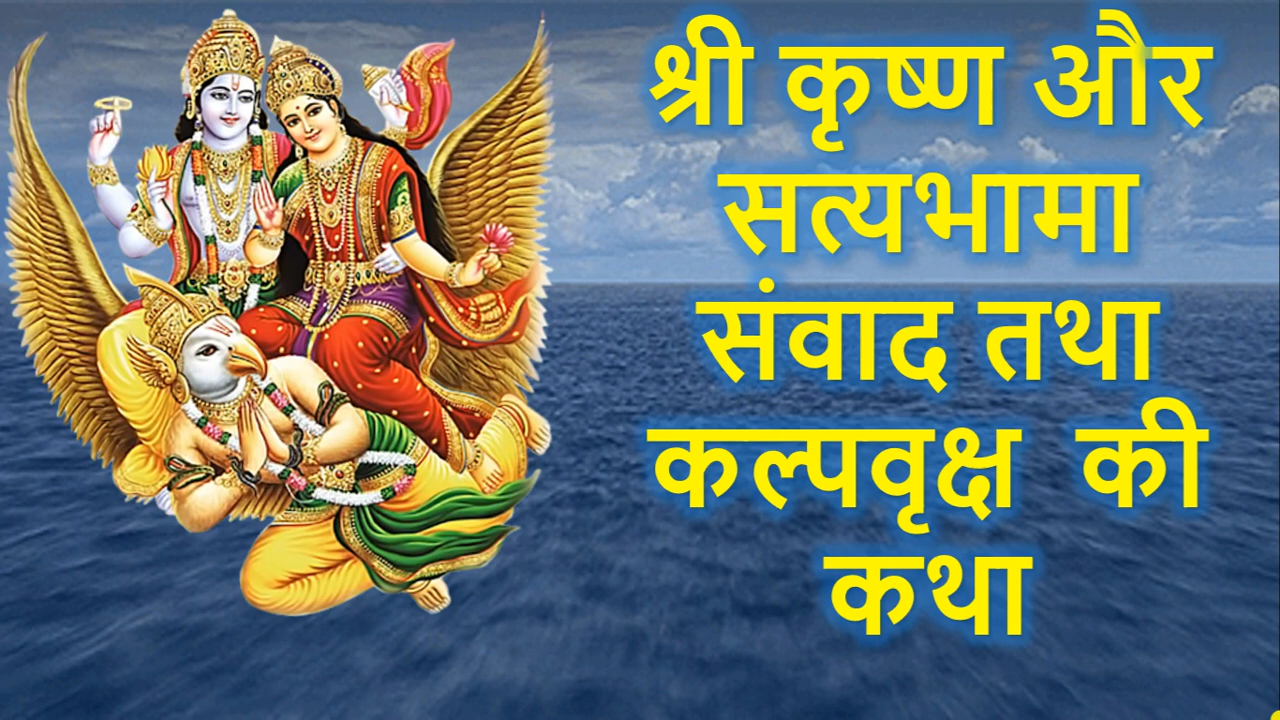 श्री कृष्ण और
सत्यभामा
संवाद तथा
कल्पवृक्ष की
कथा